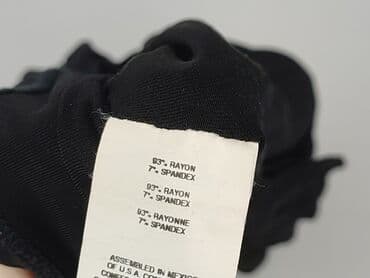 93% RAYON
7% SPANDEX
93% RAYON
7% SPANDEX
93% RAYONNE
7% SPANDEX
ASSEMBLED IN MEXICO
OF U.S.A. CO